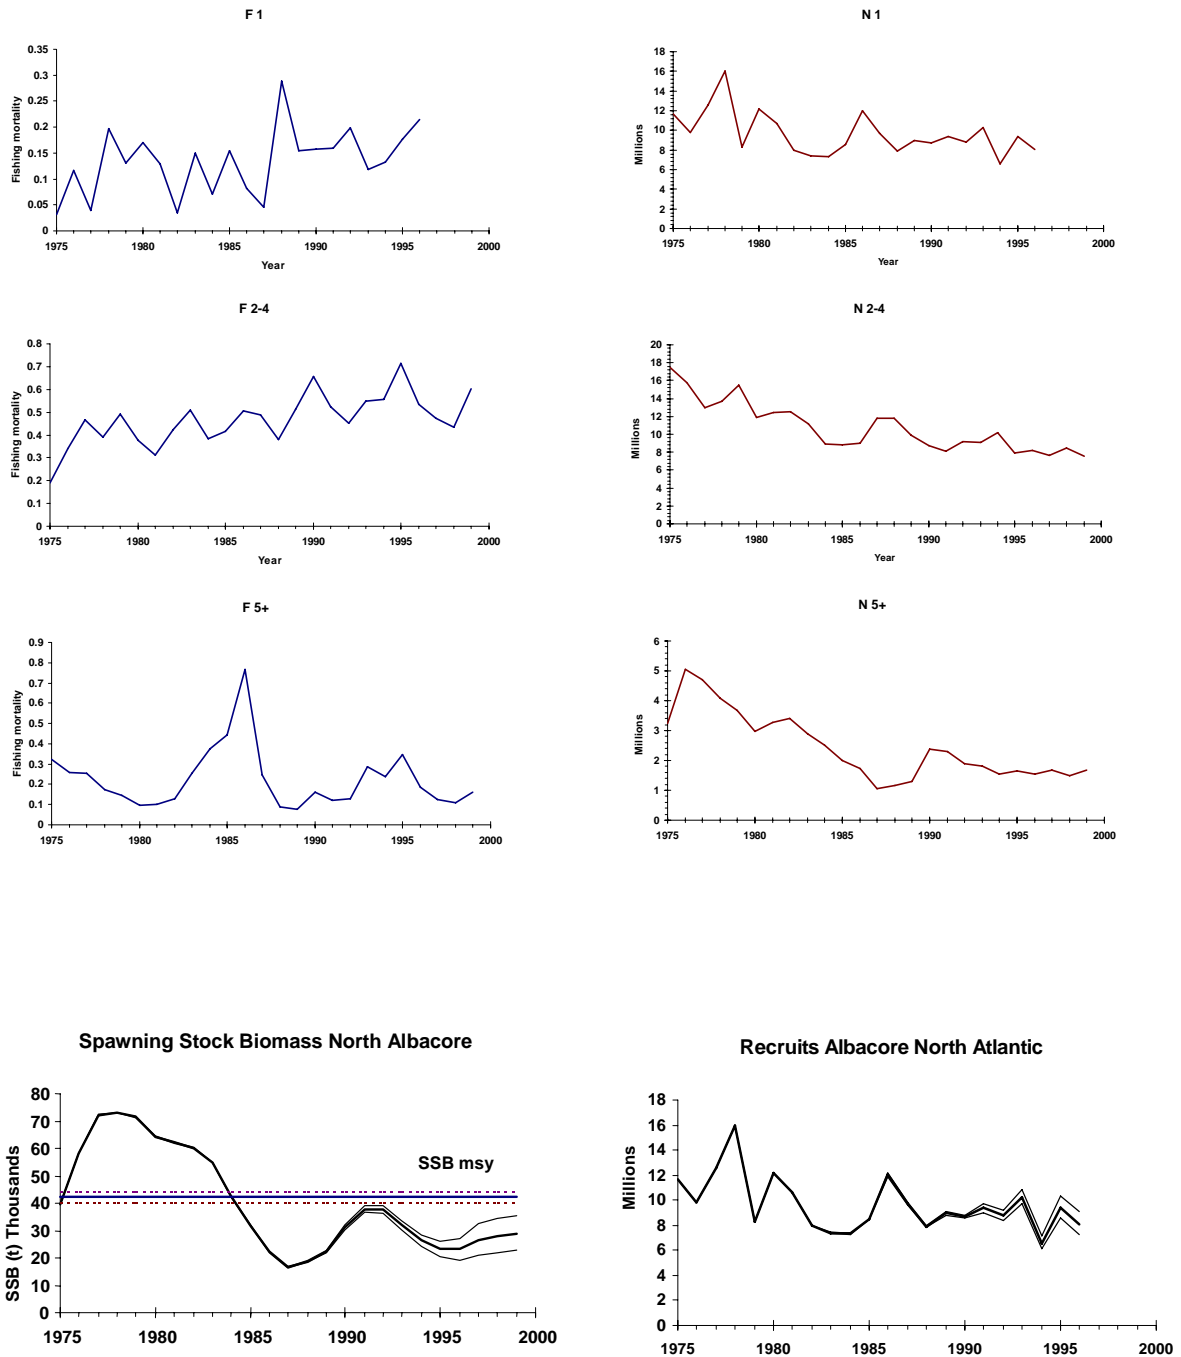 F 1
Fishing mortality
0.35
0.3
0.25
0.2
0.15
0.1
0.05
0
1975 1980 1985 1990 1995 2000
Year
N 1
Millions
18
16
14
12
10
8
6
4
2
0
1975 1980 1985 1990 1995 2000
Year
F 2-4
Fishing mortality
0.8
0.7
0.6
0.5
0.4
0.3
0.2
0.1
0
1975 1980 1985 1990 1995 2000
Year
N 2-4
Millions
20
18
16
14
12
10
8
6
4
2
0
1975 1980 1985 1990 1995 2000
Year
F 5+
Fishing mortality
0.9
0.8
0.7
0.6
0.5
0.4
0.3
0.2
0.1
0
1975 1980 1985 1990 1995 2000
N 5+
Millions
6
5
4
3
2
1
0
1975 1980 1985 1990 1995 2000
Spawning Stock Biomass North Albacore
SSB (t) Thousands
80
70
60
50
40
30
20
10
0
SSB msy
1975 1980 1985 1990 1995 2000
Recruits Albacore North Atlantic
Millions
18
16
14
12
10
8
6
4
2
0
1975 1980 1985 1990 1995 2000